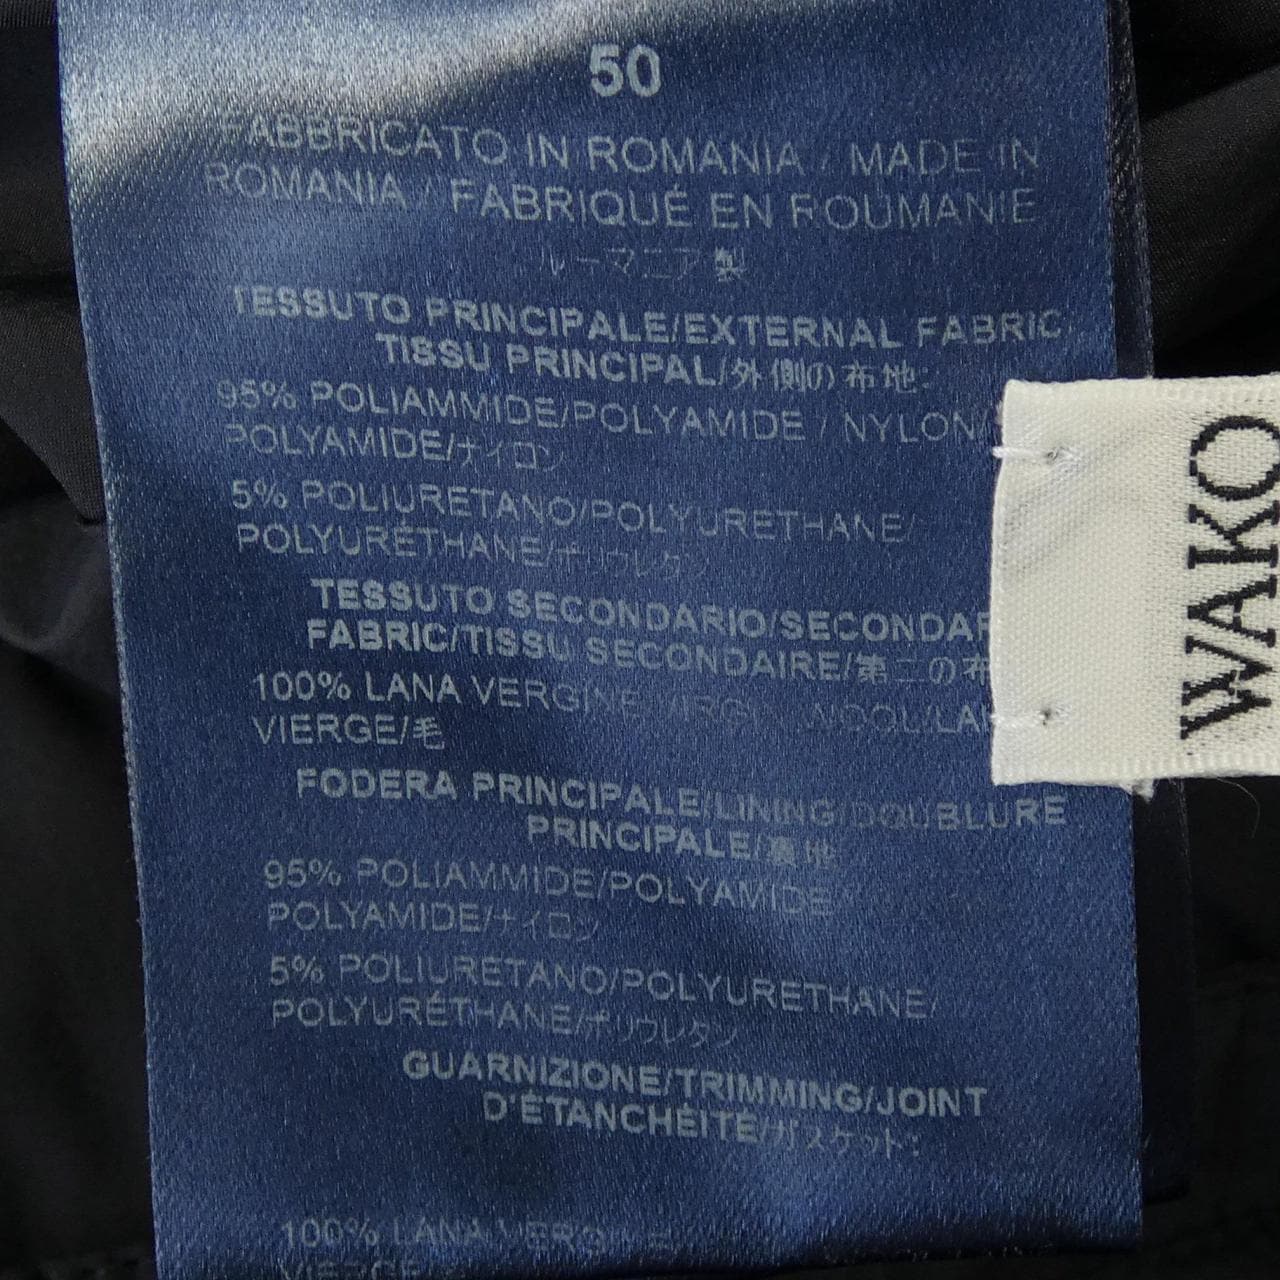 50
FABBRICATO IN ROMANIA / MADE IN
ROMANIA / FABRIQUÉ EN ROUMANIE
ルーマニア製
TESSUTO PRINCIPALE/EXTERNAL FABRIC/
TISSU PRINCIPAL/外側の布地:
95% POLIAMMIDE/POLYAMIDE / NYLON/
POLYAMIDE/ナイロン
5% POLIURETANO/POLYURETHANE/
POLYURÉTHANE/ポリウレタン
TESSUTO SECONDARIO/SECONDAR
FABRIC/TISSU SECONDAIRE/第二の布
100% LANA VERGINE/VIRGIN WOOL/LA
VIERGE/毛
FODERA PRINCIPALE/LINING/DOUBLURE
PRINCIPALE/裏地
95% POLIAMMIDE/POLYAMIDE
POLYAMIDE/ナイロン
5% POLIURETANO/POLYURETHANE/
POLYURÉTHANE/ポリウレタン
GUARNIZIONE/TRIMMING/JOINT
D'ÉTANCHÉITÉ/ガスケット:
100% LANA VERGINE
VIERGE
WAKO